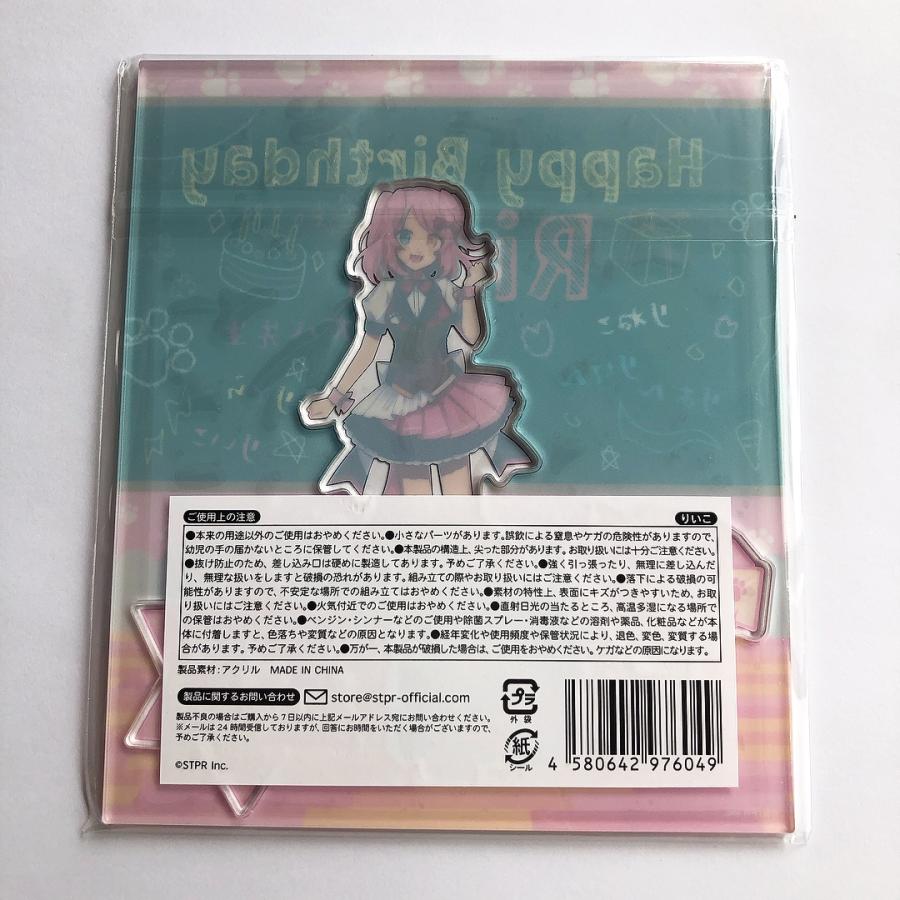 Happy Birthday
Ri
りねこ
りいこ
ご使用上の注意
りいこ
●本来の用途以外のご使用はおやめください。●小さなパーツがあります。誤飲による窒息やケガの危険性がありますので、
幼児の手の届かないところに保管してください。●本製品の構造上、尖った部分があります。お取り扱いには十分ご注意ください。
●抜け防止のため、差し込み口は硬めに製造してあります。予めご了承ください。●強く引っ張ったり、無理に差し込んだ
り、無理な扱いをしますと破損の恐れがあります。組み立ての際やお取り扱いにはご注意ください。●落下による破損の可
能性がありますので、不安定な場所での組み立てはおやめください。●素材の特性上、表面にキズがつきやすいため、お取
り扱いにはご注意ください。●火気付近でのご使用はおやめください。●直射日光の当たるところ、高温多湿になる場所で
の保管はおやめください。●ベンジン・シンナーなどのご使用や除菌スプレー・消毒液などの溶剤や薬品、化粧品などが本
体に付着しますと、色落ちや変質などの原因となります。●経年変化や使用頻度や保管状況により、退色、変色、変質する場
合があります。予めご了承ください。●万が一、本製品が破損した場合は、ご使用をおやめください。ケガなどの原因になります。
製品素材:アクリル MADE IN CHINA
製品に関するお問い合わせ store@stpr-official.com
製品不良の場合はご購入から7日以内に上記メールアドレス宛にお問い合わせください。
※メールは24時間受信しておりますが、回答にお時間をいただく場合がございますので、
予めご了承ください。
©STPR Inc.
プラ
外袋
紙
シール
4 580642 976049